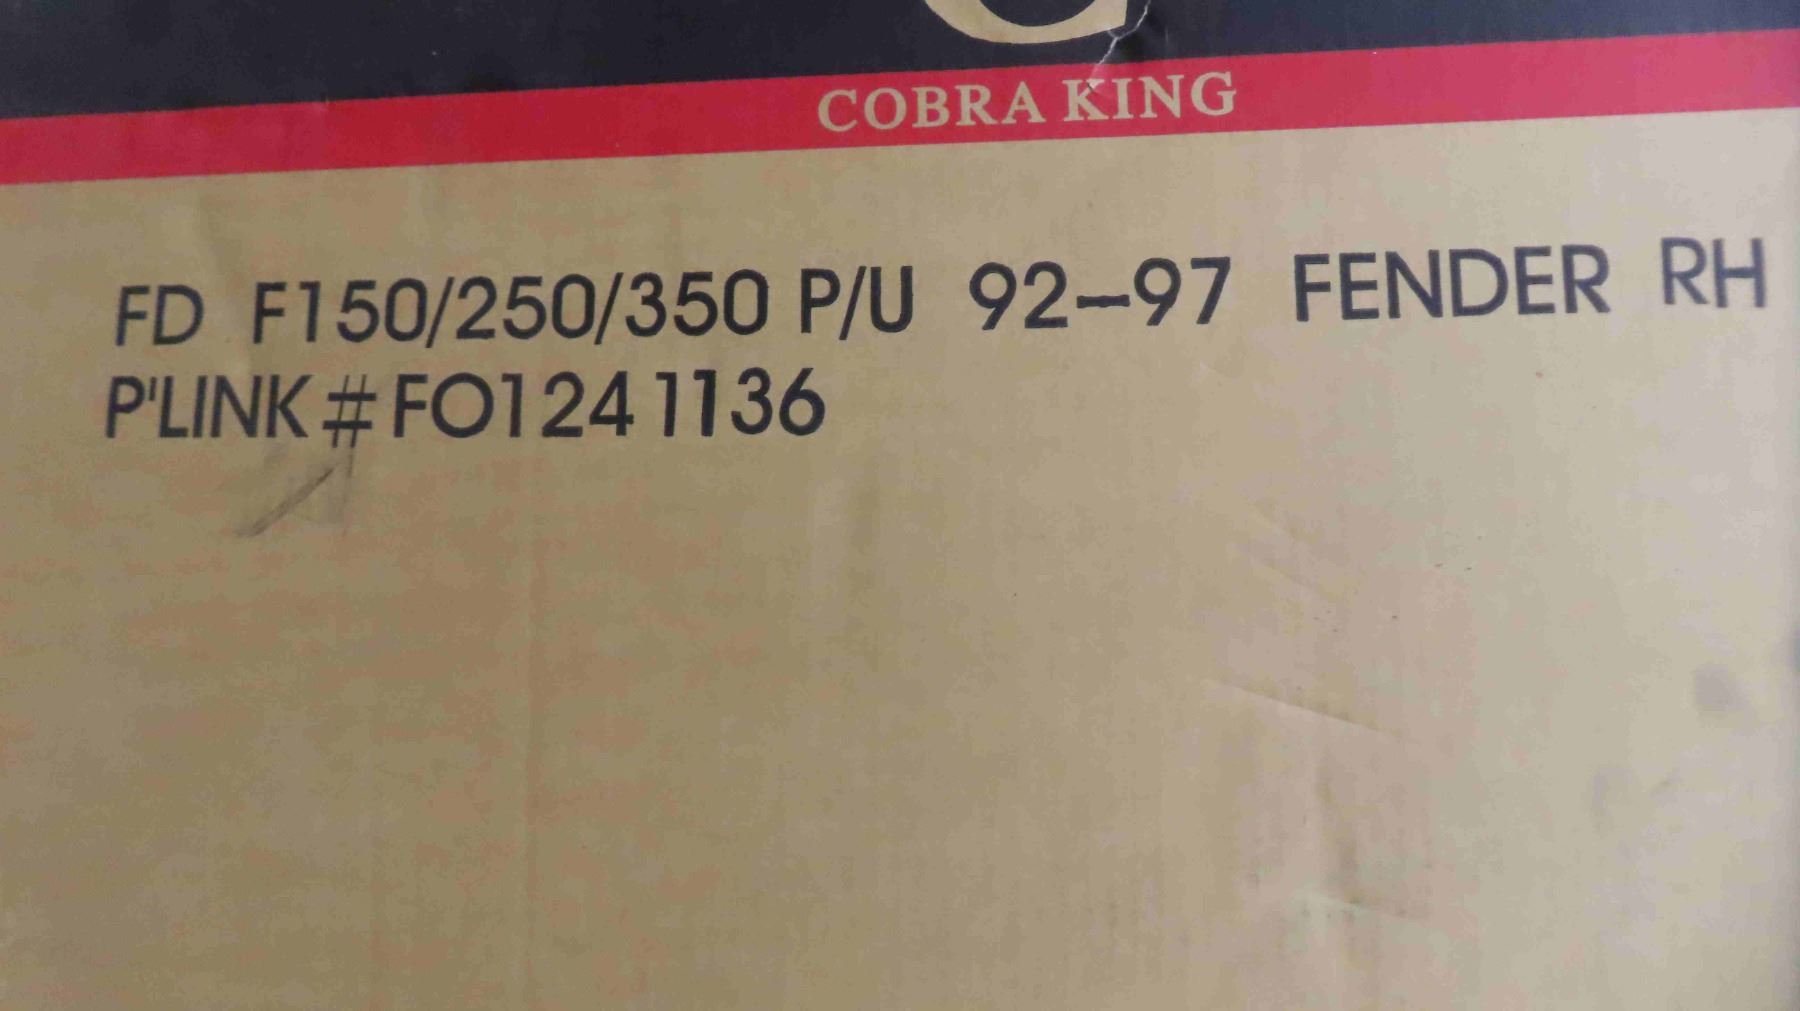 COBRA KING
FD F150/250/350 P/U 92-97 FENDER RH
P'LINK # FO1241136